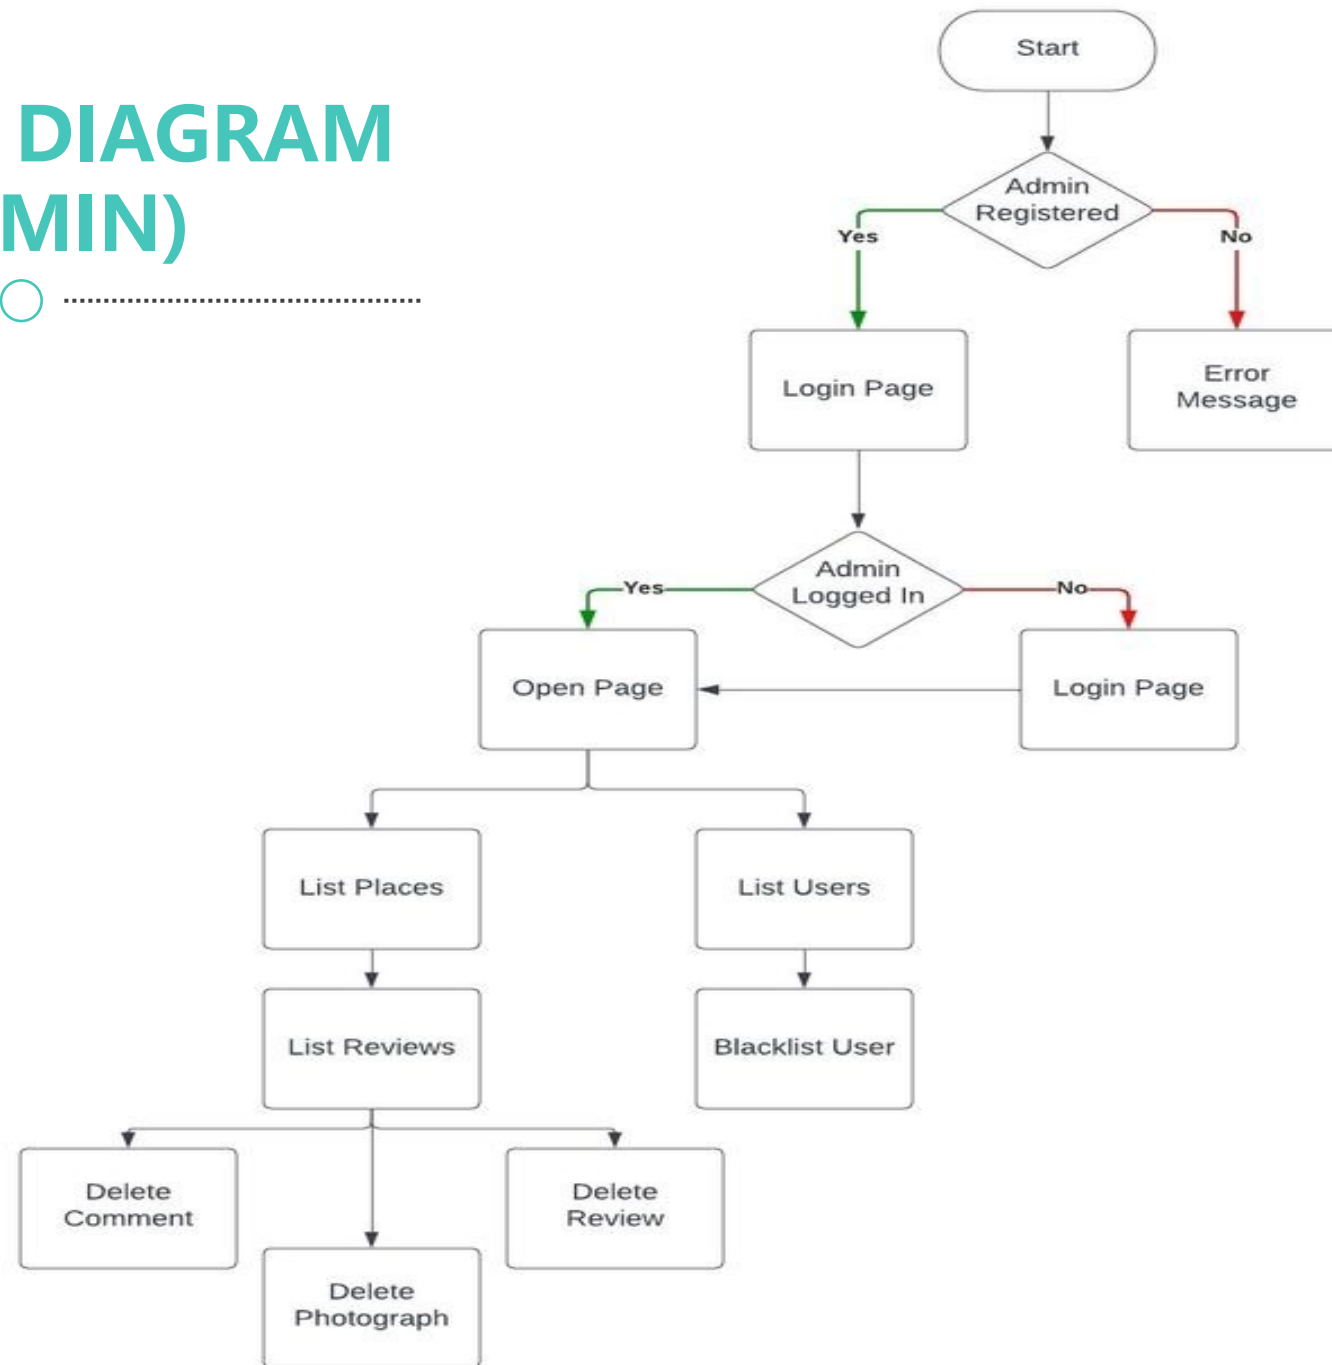 DIAGRAM
MIN)
Start
Admin
Registered
Yes
No
Login Page
Error
Message
Admin
Logged In
Yes
No
Open Page
Login Page
List Places
List Users
List Reviews
Blacklist User
Delete
Comment
Delete
Review
Delete
Photograph